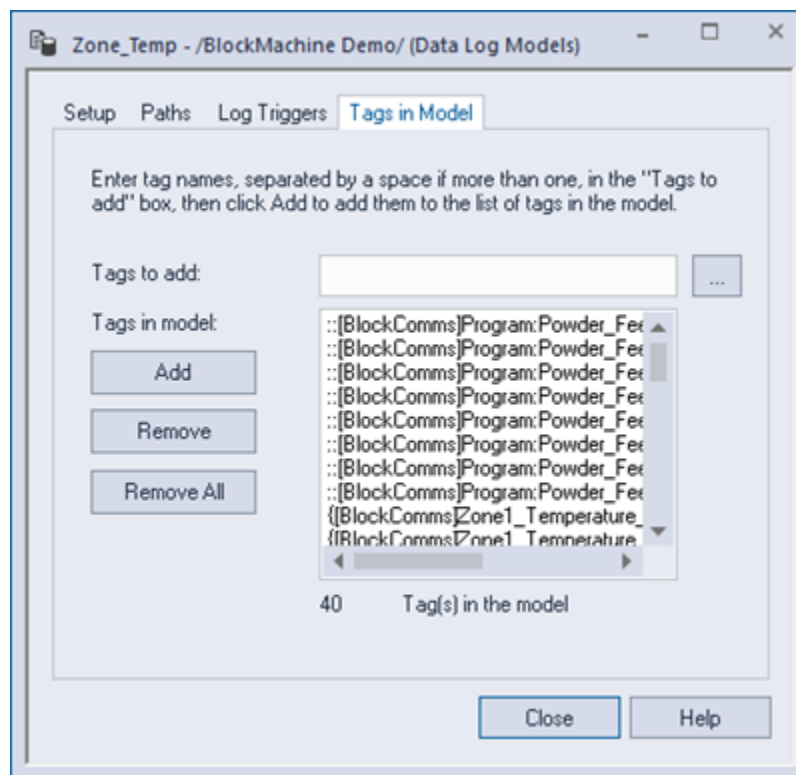 Zone_Temp - /BlockMachine Demo/ (Data Log Models)
Setup Paths Log Triggers Tags in Model
Enter tag names, separated by a space if more than one, in the "Tags to
add" box, then click Add to add them to the list of tags in the model.
Tags to add:
...
Tags in model:
Add
Remove
Remove All
::[BlockComms]Program:Powder_Fee
::[BlockComms]Program:Powder_Fee
::[BlockComms]Program:Powder_Fee
::[BlockComms]Program:Powder_Fee
::[BlockComms]Program:Powder_Fee
::[BlockComms]Program:Powder_Fee
::[BlockComms]Program:Powder_Fee
::[BlockComms]Program:Powder_Fee
{[BlockComms]Zone1_Temperature_
{[BlockComms]Zone1_Temperature_
40 Tag(s) in the model
Close Help